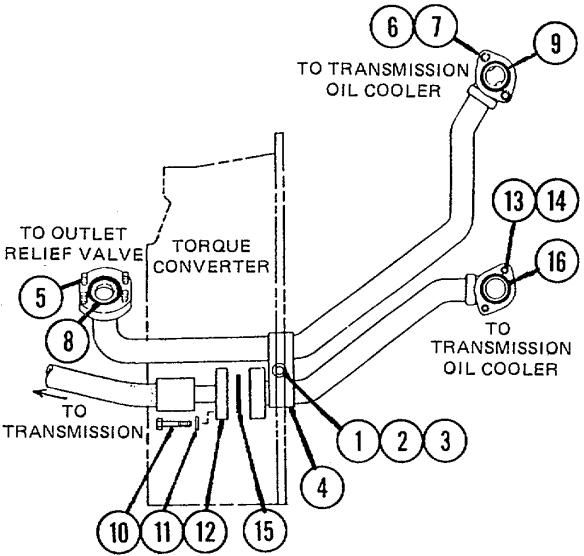 6 7 9
TO TRANSMISSION
OIL COOLER
13 14
TO OUTLET
RELIEF VALVE
TORQUE
CONVERTER
16
5
8
TO
TRANSMISSION
OIL COOLER
TO
TRANSMISSION
1 2 3
4
10 11 12 15